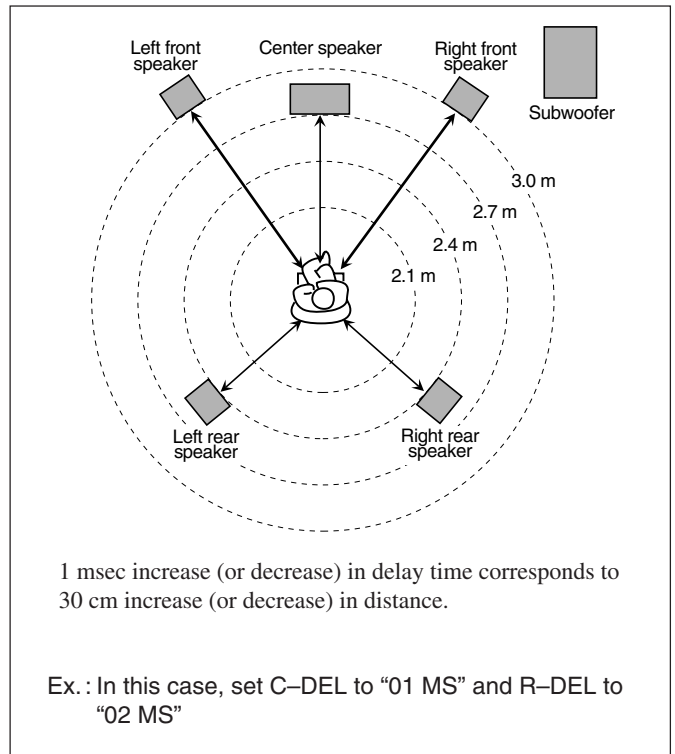 Left front
speaker
Center speaker
Right front
speaker
Subwoofer
3.0 m
2.7 m
2.4 m
2.1 m
Left rear
speaker
Right rear
speaker
1 msec increase (or decrease) in delay time corresponds to
30 cm increase (or decrease) in distance.
Ex.: In this case, set C–DEL to “01 MS” and R–DEL to
“02 MS”